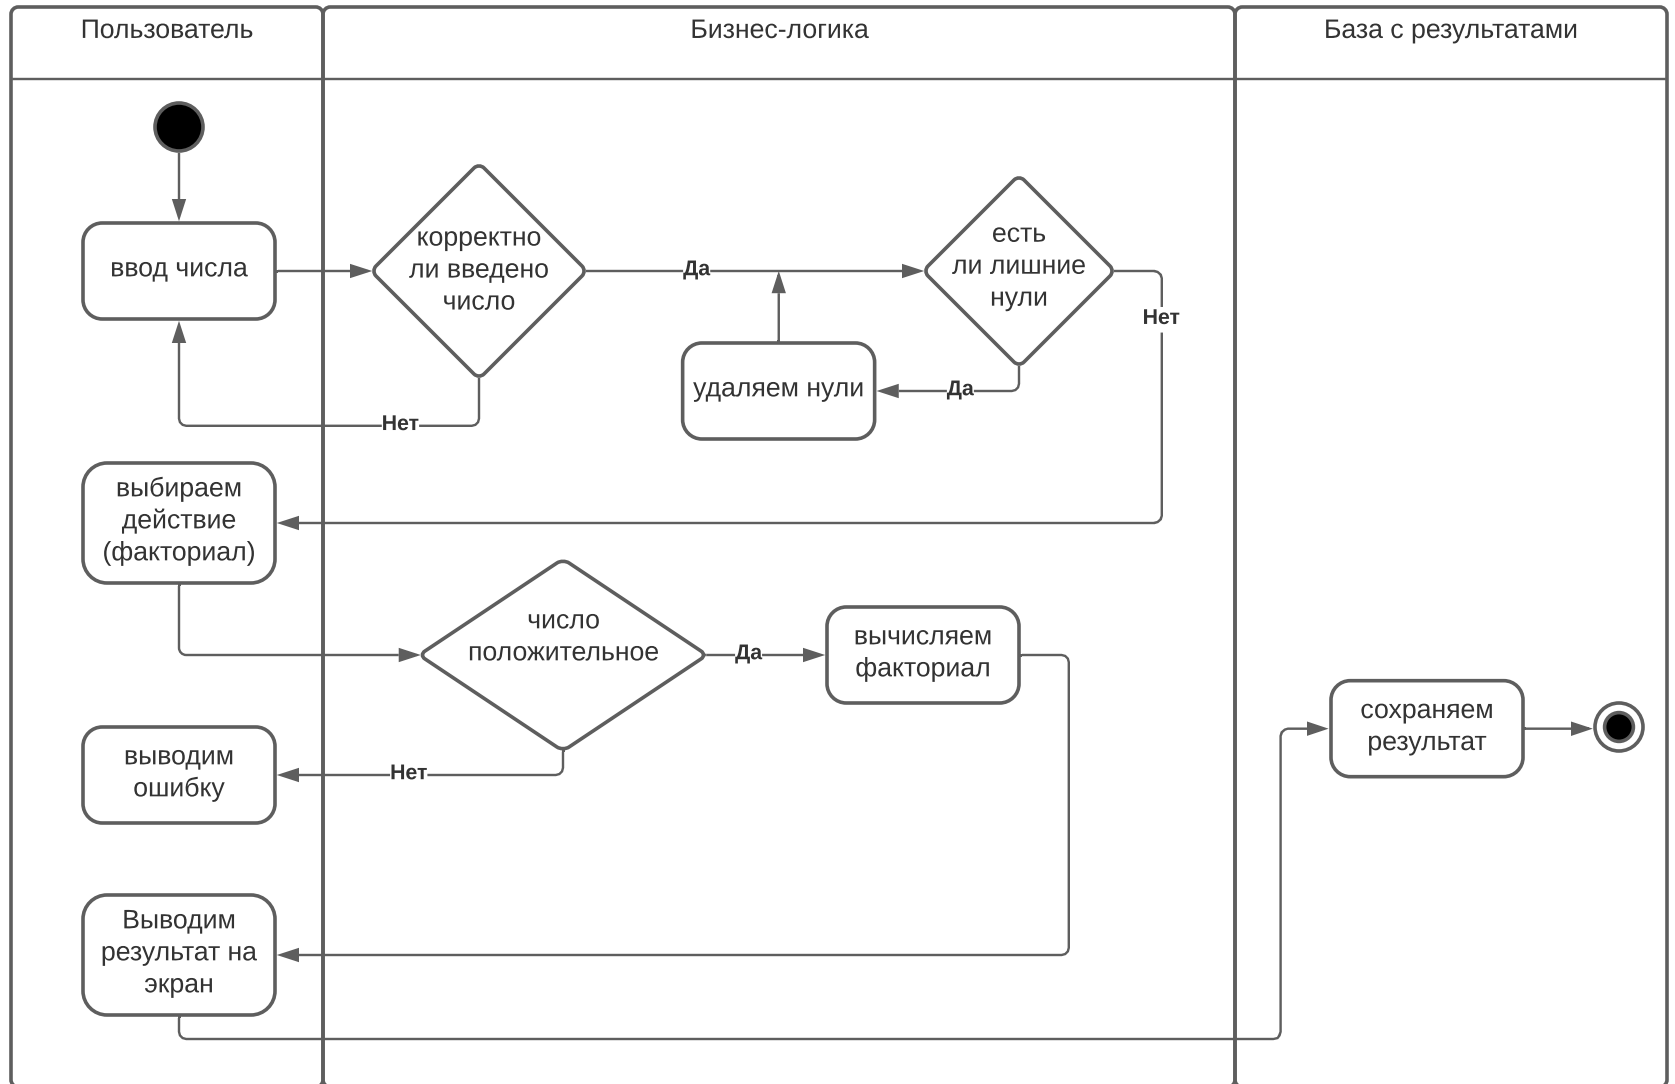 Пользователь
Бизнес-логика
База с результатами
ввод числа
корректно
ли введено
число
Да
есть
ли лишние
нули
Нет
удаляем нули
Да
Нет
выбираем
действие
(факториал)
число
положительное
Да
вычисляем
факториал
сохраняем
результат
выводим
ошибку
Нет
Выводим
результат на
экран